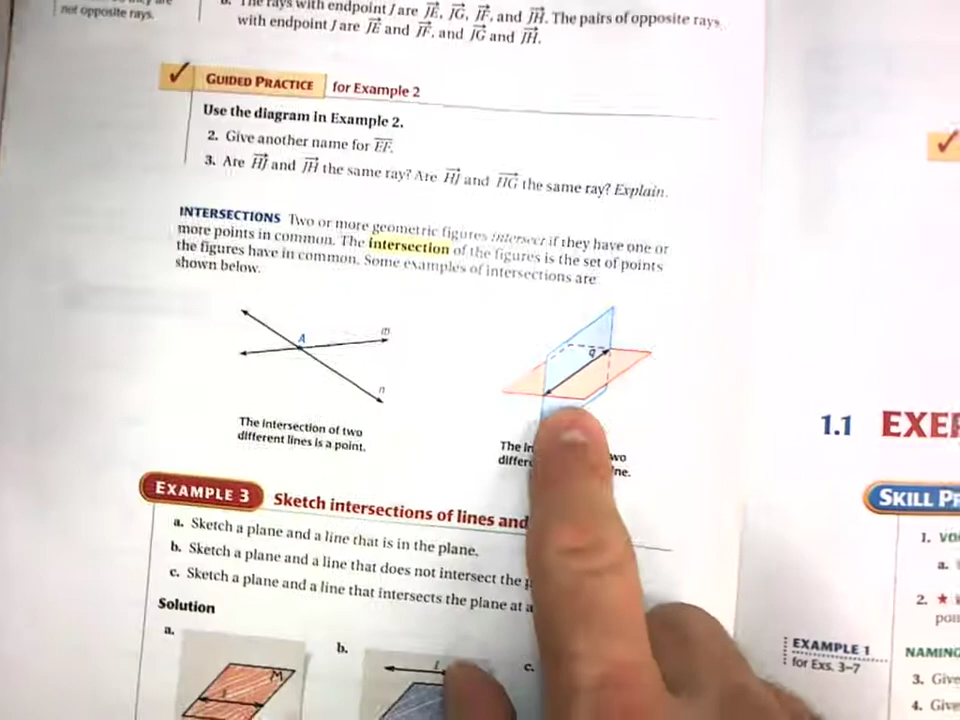 not opposite rays.
The rays with endpoint J are JE, JG, JF, and JH. The pairs of opposite rays
with endpoint J are JE and JF, and JG and JH.
✓ GUIDED PRACTICE for Example 2
Use the diagram in Example 2.
2. Give another name for EF.
3. Are HJ and JH the same ray? Are HJ and HG the same ray? Explain.
INTERSECTIONS Two or more geometric figures intersect if they have one or
more points in common. The intersection of the figures is the set of points
the figures have in common. Some examples of intersections are
shown below.
A
m
n
q
The intersection of two
different lines is a point.
The
wo
EXAMPLE 3 Sketch intersections of lines and
a. Sketch a plane and a line that is in the plane.
b. Sketch a plane and a line that does not intersect the
c. Sketch a plane and a line that intersects the plane at a
Solution
a.
b.
c.
M
l
1.1
SKILL
1.
a.
2. ★
EXAMPLE 1
for Exs. 3–7
NAMING
3. Give
4. Give